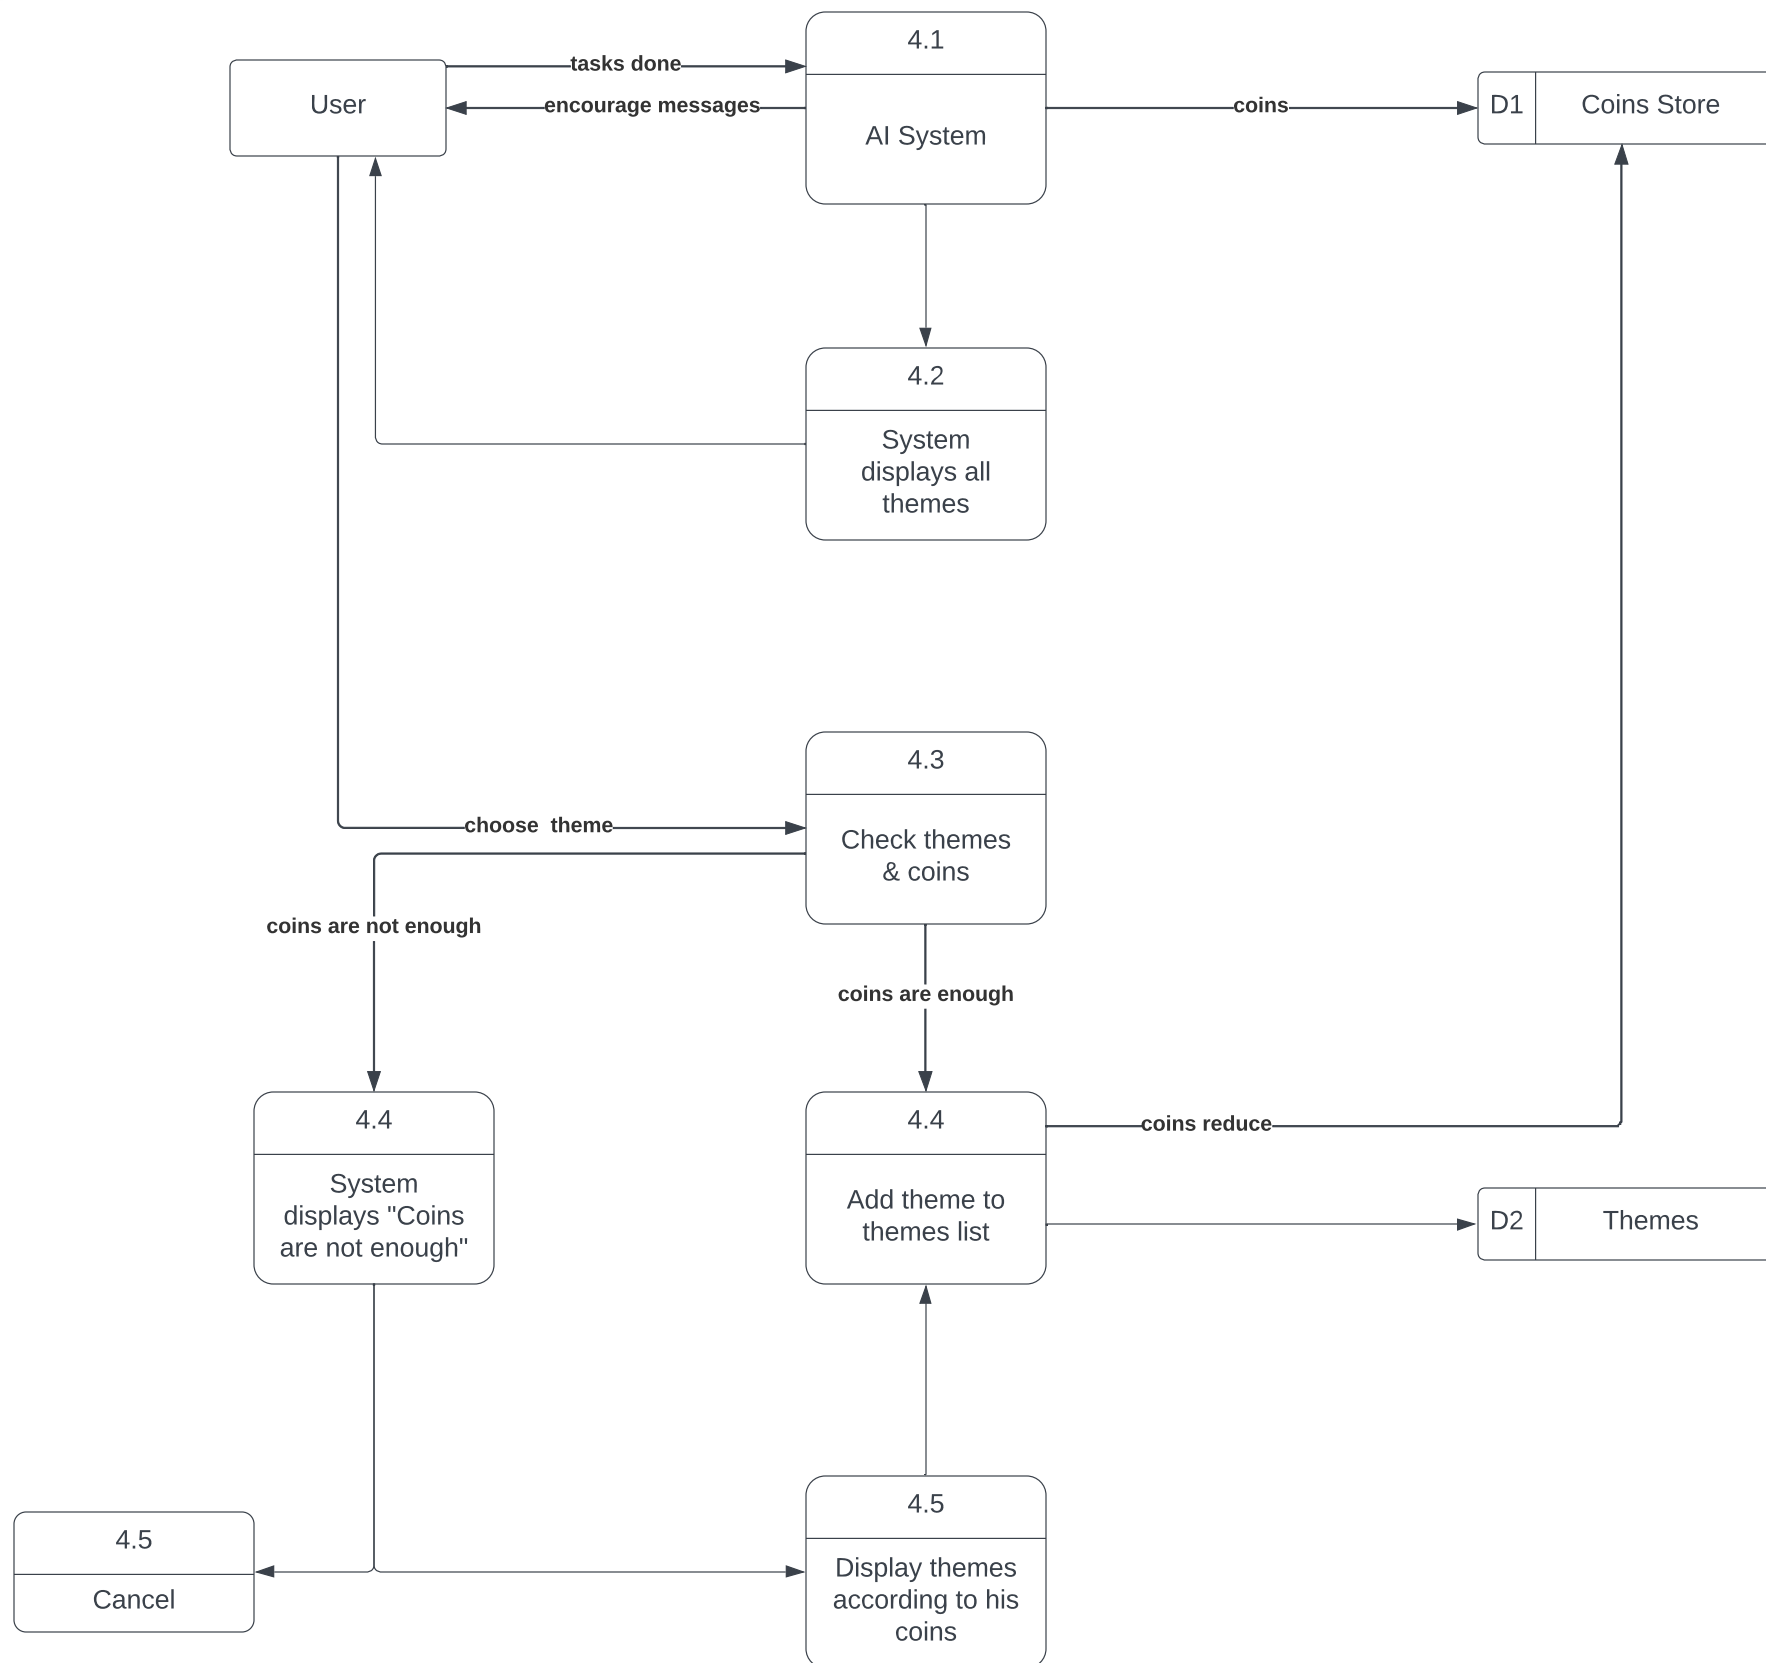 4.1
tasks done
User
encourage messages
AI System
coins
D1
Coins Store
4.2
System
displays all
themes
4.3
choose  theme
Check themes
& coins
coins are not enough
coins are enough
4.4
System
displays "Coins
are not enough"
4.4
Add theme to
themes list
coins reduce
D2
Themes
4.5
Cancel
4.5
Display themes
according to his
coins